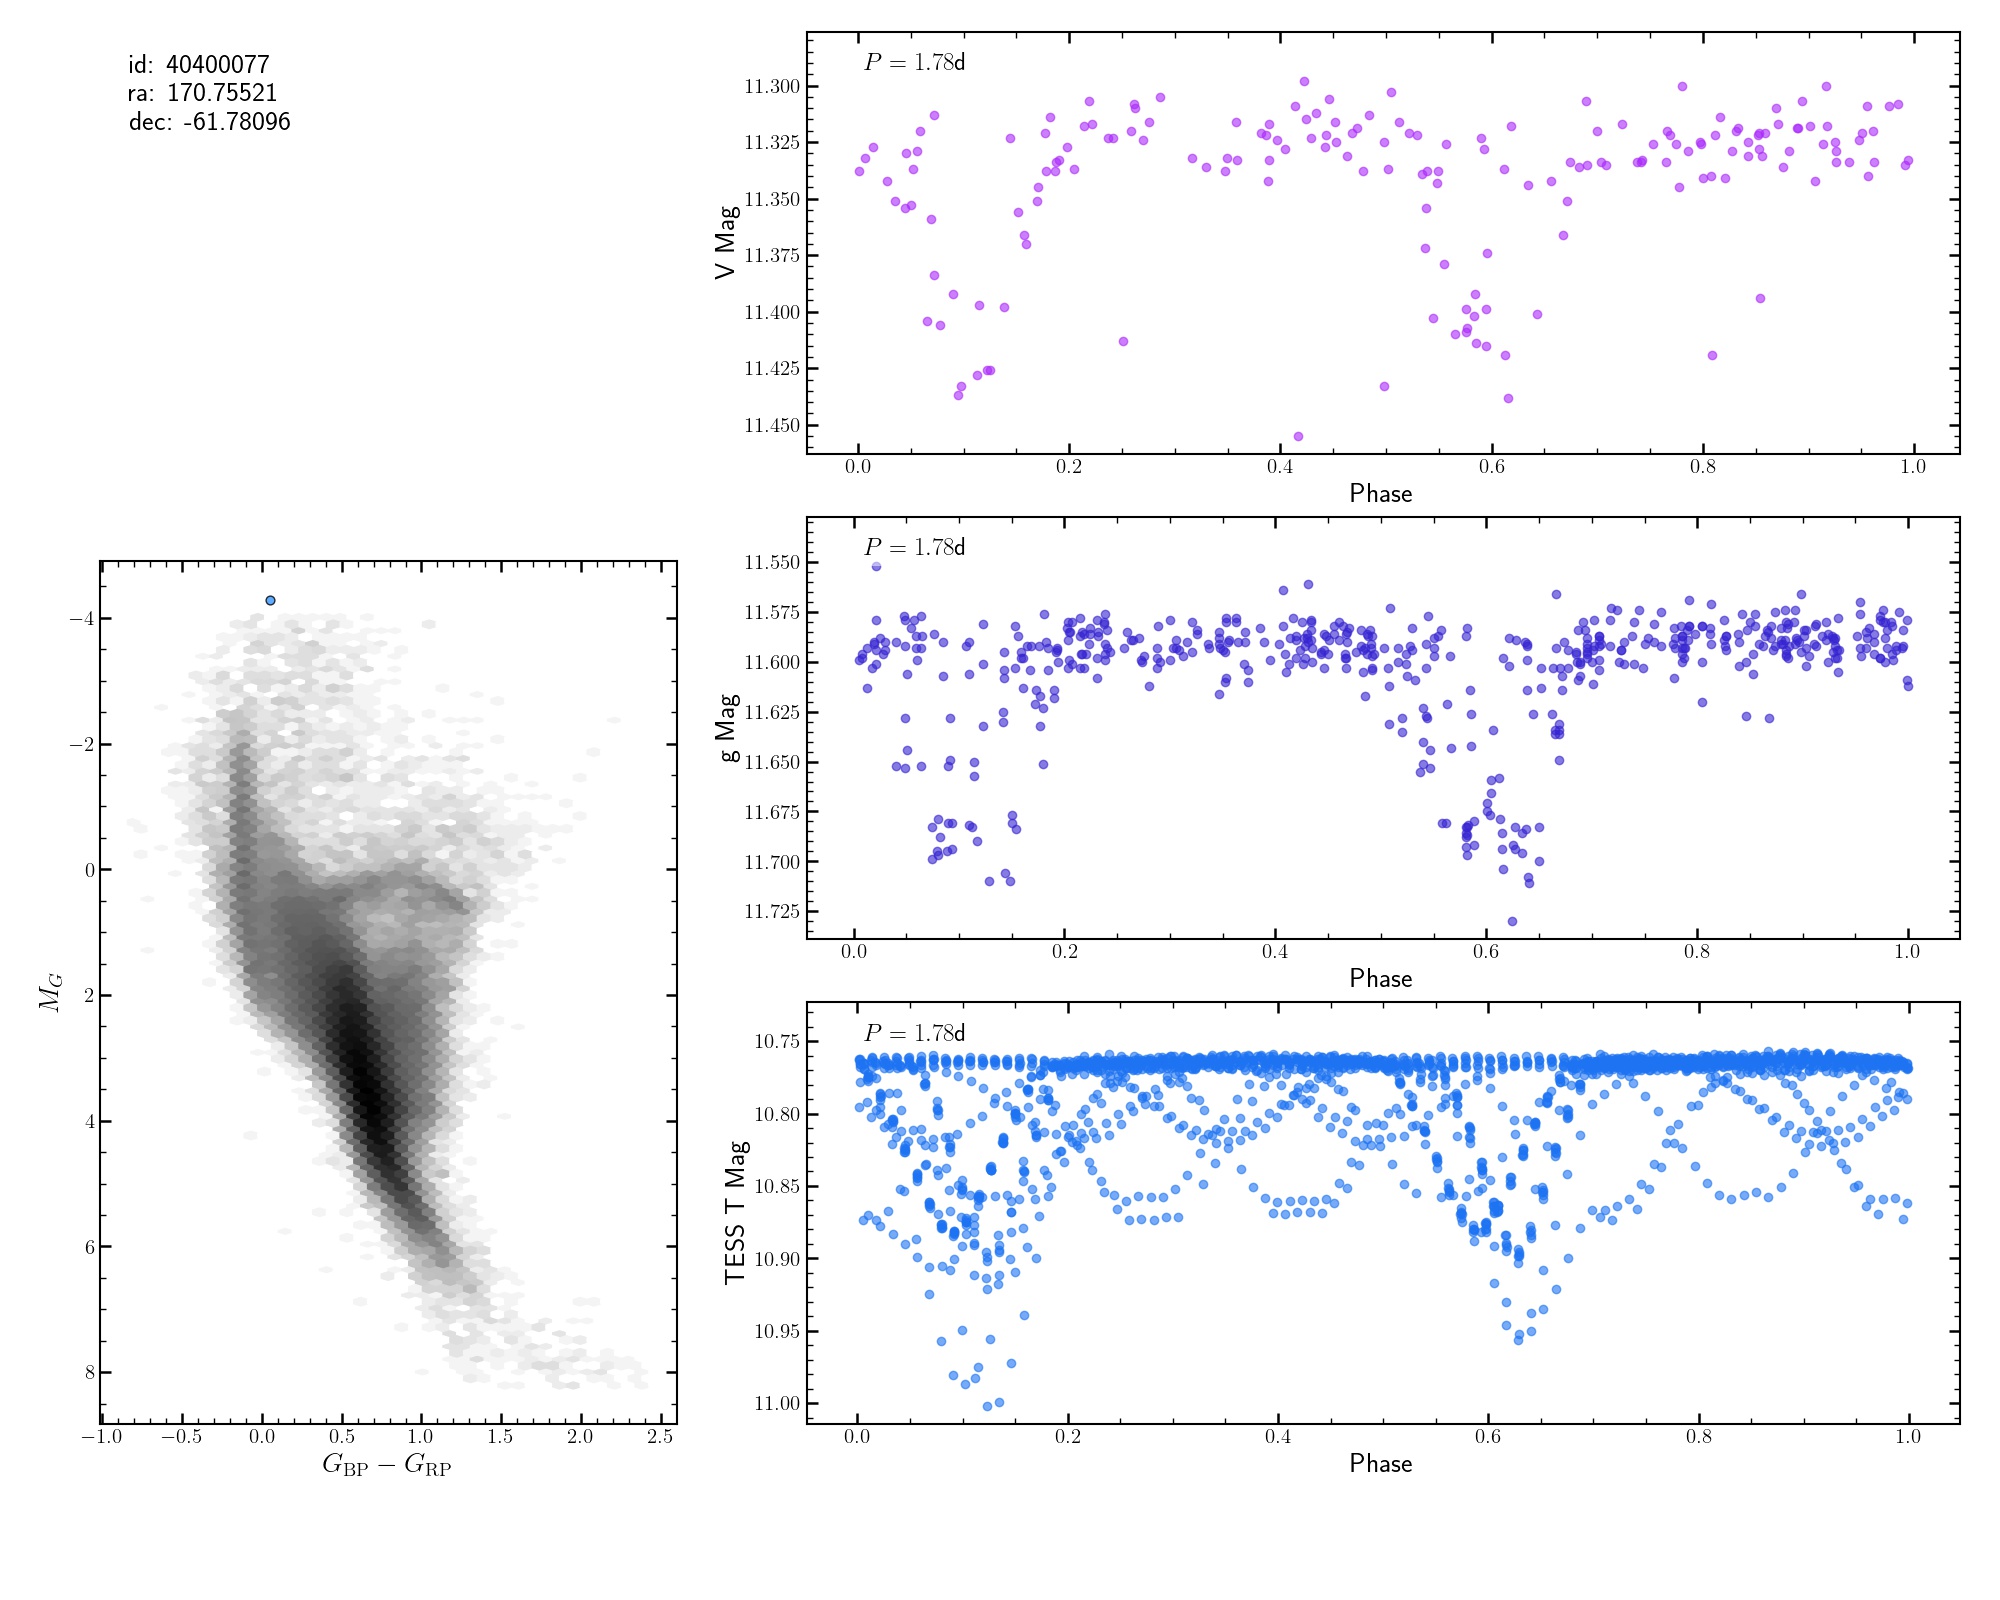 id: 40400077
ra: 170.75521
dec: -61.78096
P = 1.78d
11.300
11.325
11.350
11.375
11.400
11.425
11.450
V Mag
0.0 0.2 0.4 0.6 0.8 1.0
Phase
P = 1.78d
11.550
11.575
11.600
11.625
11.650
11.675
11.700
11.725
g Mag
0.0 0.2 0.4 0.6 0.8 1.0
Phase
−4
−2
0
2
4
6
8
M_G
−1.0 −0.5 0.0 0.5 1.0 1.5 2.0 2.5
G_BP − G_RP
P = 1.78d
10.75
10.80
10.85
10.90
10.95
11.00
TESS T Mag
0.0 0.2 0.4 0.6 0.8 1.0
Phase